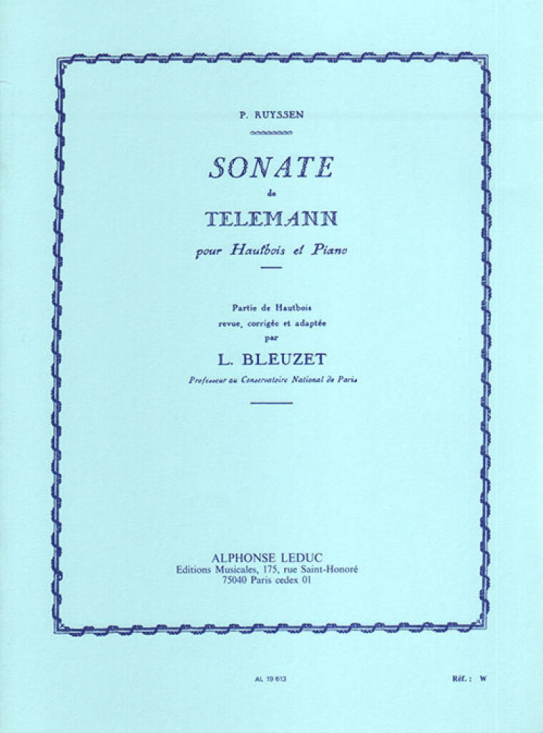 P. RUYSSEN
SONATE
de
TELEMANN
pour Hautbois et Piano
Partie de Hautbois
revue, corrigée et adaptée
par
L. BLEUZET
Professeur au Conservatoire National de Paris
ALPHONSE LEDUC
Editions Musicales, 175, rue Saint-Honoré
75040 Paris cedex 01
AL 19 613
Réf. : W